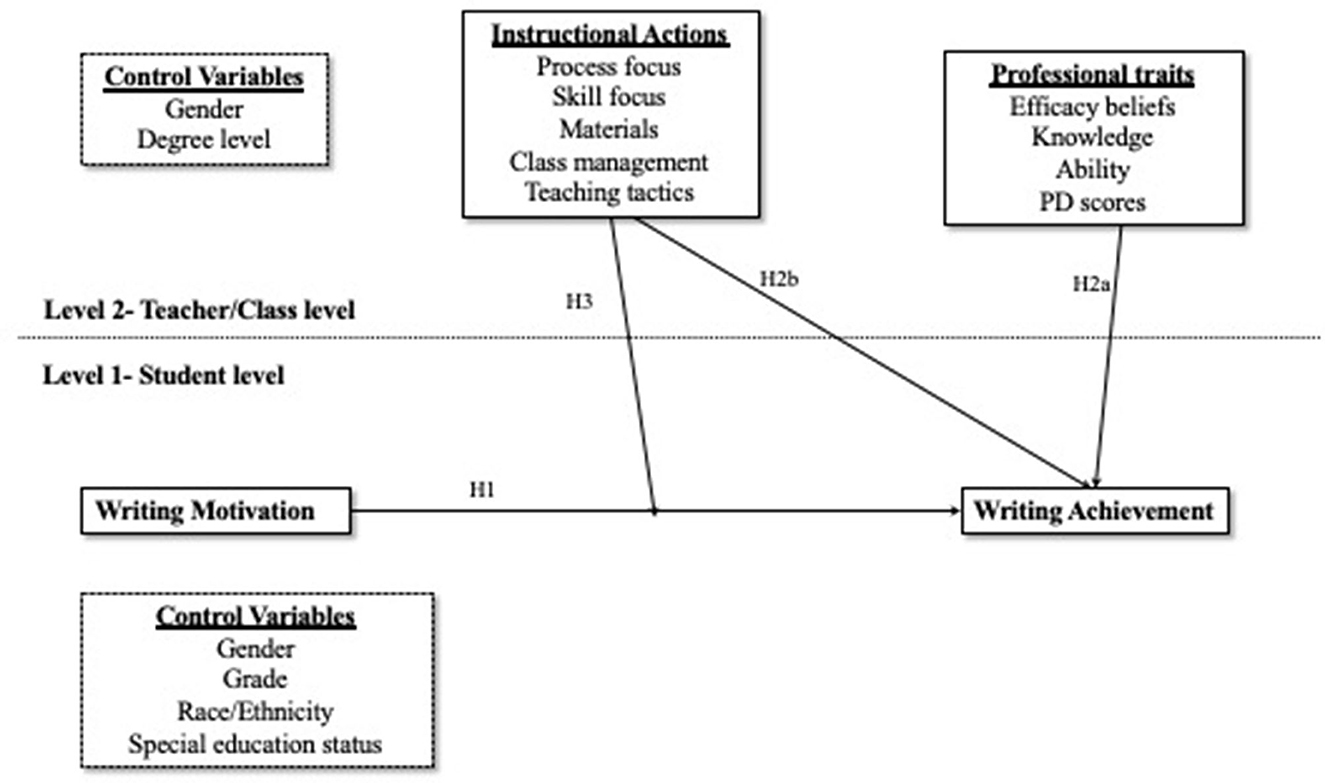 Control Variables
Gender
Degree level
Instructional Actions
Process focus
Skill focus
Materials
Class management
Teaching tactics
Professional traits
Efficacy beliefs
Knowledge
Ability
PD scores
H3
H2b
H2a
Level 2- Teacher/Class level
Level 1- Student level
Writing Motivation
H1
Writing Achievement
Control Variables
Gender
Grade
Race/Ethnicity
Special education status